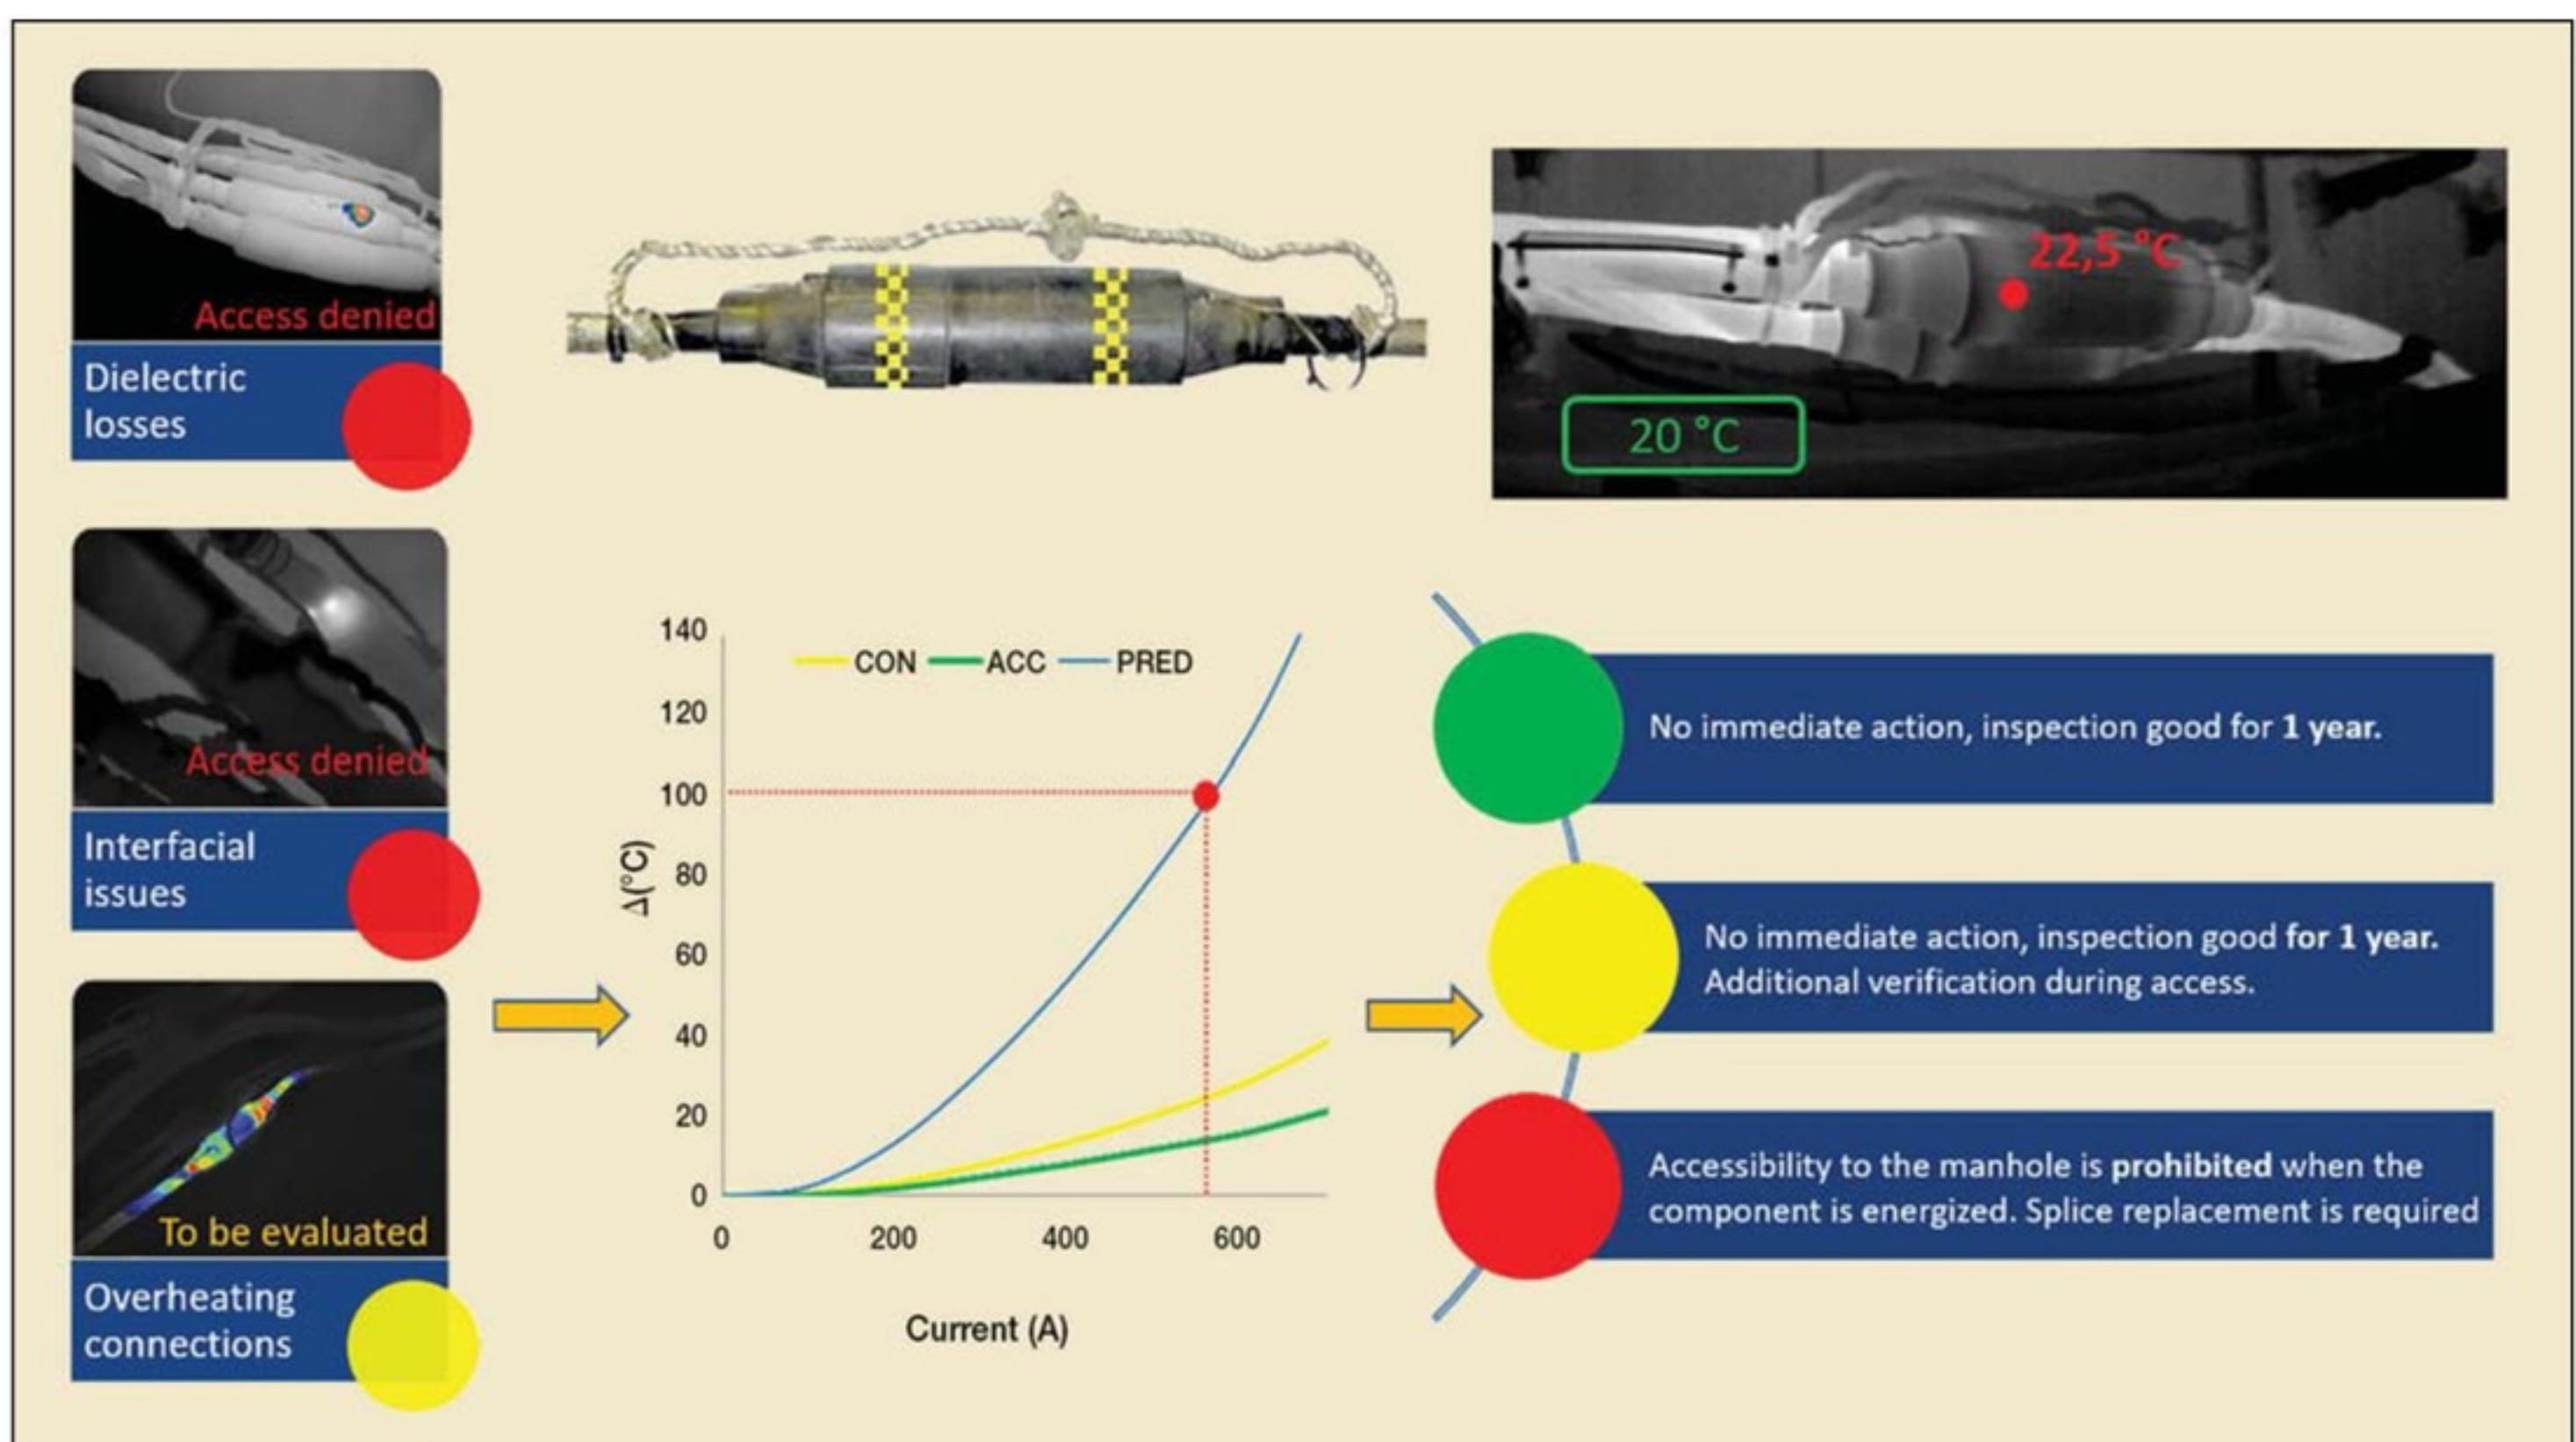 Access denied
Dielectric
losses
22,5 °C
20 °C
Access denied
Interfacial
issues
To be evaluated
Overheating
connections
140
120
100
80
60
40
20
0
Δ(°C)
CON ACC PRED
0 200 400 600
Current (A)
No immediate action, inspection good for 1 year.
No immediate action, inspection good for 1 year.
Additional verification during access.
Accessibility to the manhole is prohibited when the
component is energized. Splice replacement is required